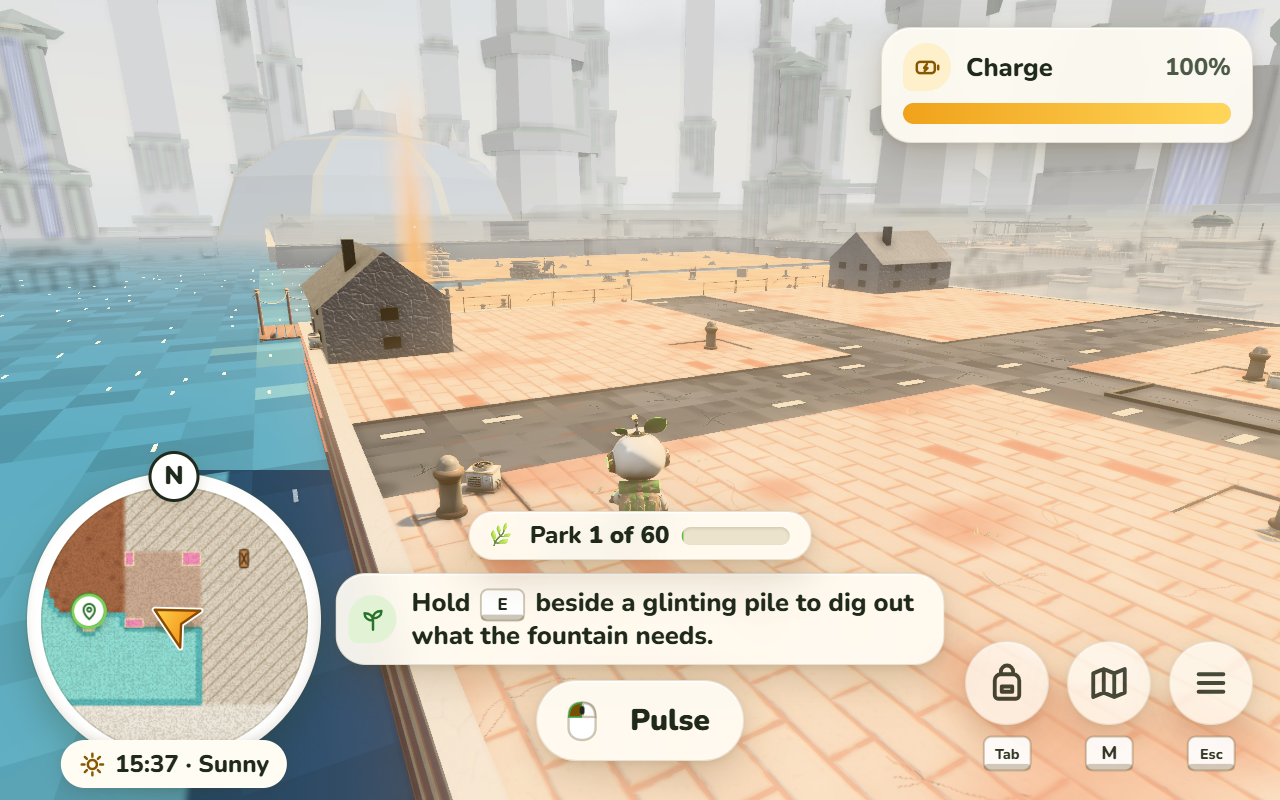 Charge 100%
N
Park 1 of 60
Hold E beside a glinting pile to dig out
what the fountain needs.
Pulse
15:37 · Sunny
Tab
M
Esc